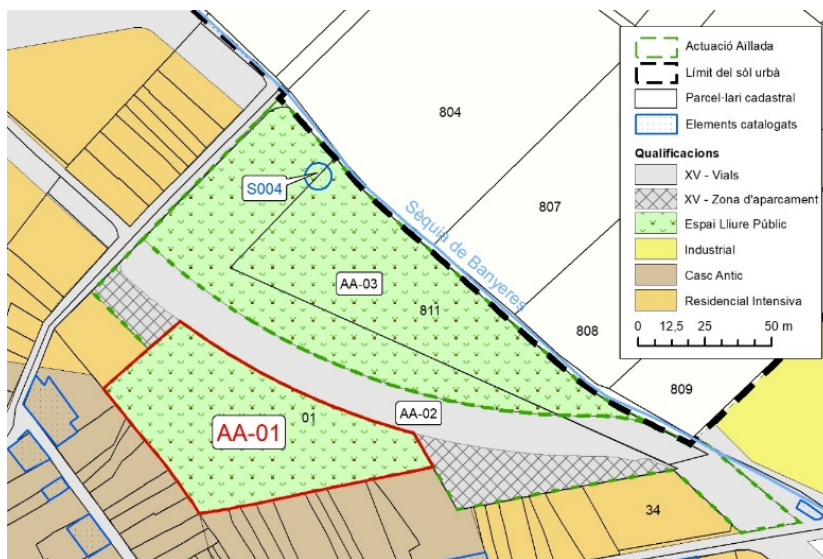 Actuació Aïllada
Límit del sòl urbà
Parcel·lari cadastral
Elements catalogats
Qualificacions
XV - Vials
XV - Zona d'aparcament
Espai Lliure Públic
Industrial
Casc Antic
Residencial Intensiva
0 12,5 25 50 m
804
S004
807
Sèquia de Banyeres
AA-03
811
808
809
AA-02
01
AA-01
34